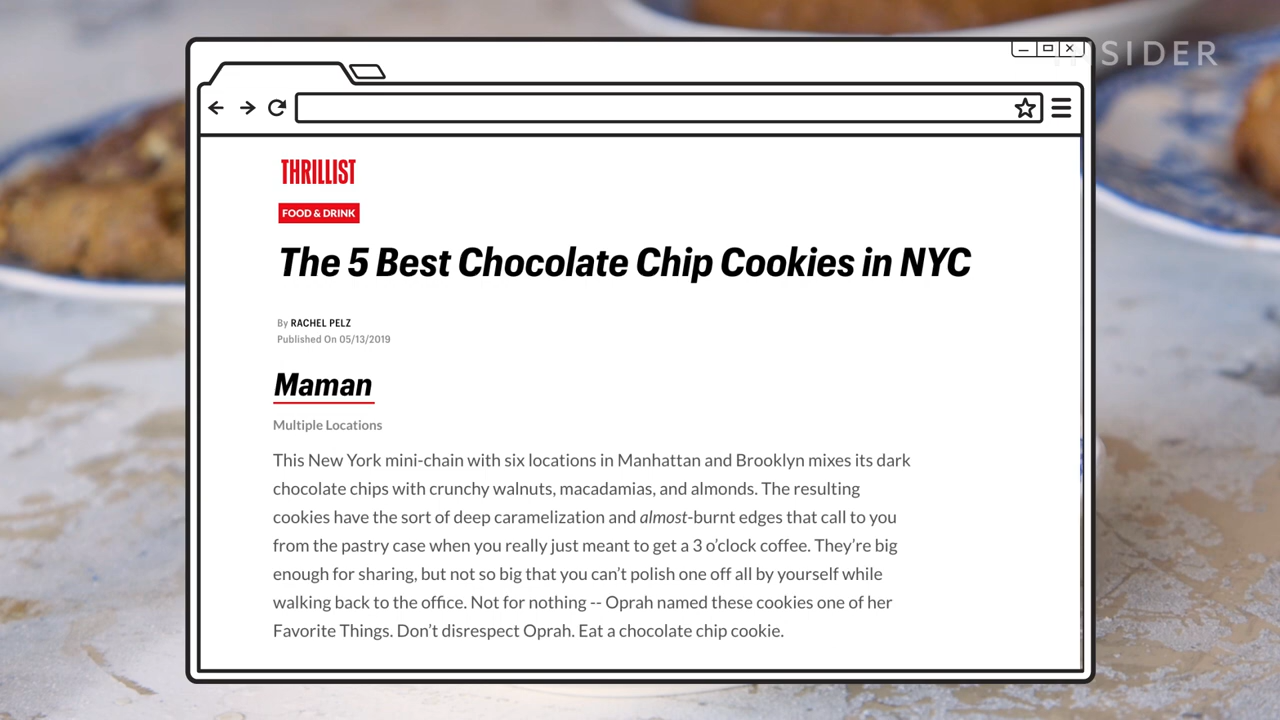 INSIDER
THRILLIST
FOOD & DRINK
The 5 Best Chocolate Chip Cookies in NYC
By RACHEL PELZ
Published On 05/13/2019
Maman
Multiple Locations
This New York mini-chain with six locations in Manhattan and Brooklyn mixes its dark
chocolate chips with crunchy walnuts, macadamias, and almonds. The resulting
cookies have the sort of deep caramelization and almost-burnt edges that call to you
from the pastry case when you really just meant to get a 3 o’clock coffee. They’re big
enough for sharing, but not so big that you can’t polish one off all by yourself while
walking back to the office. Not for nothing -- Oprah named these cookies one of her
Favorite Things. Don’t disrespect Oprah. Eat a chocolate chip cookie.